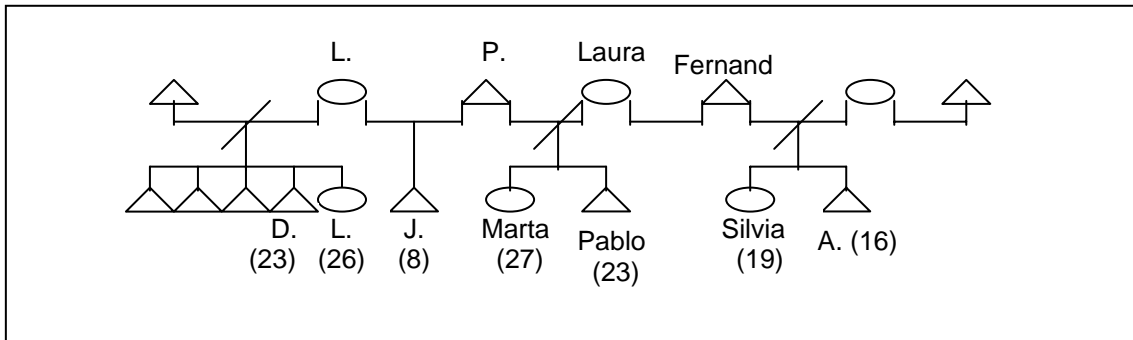 L.
P.
Laura
Fernand
D.
(23)
L.
(26)
J.
(8)
Marta
(27)
Pablo
(23)
Silvia
(19)
A. (16)